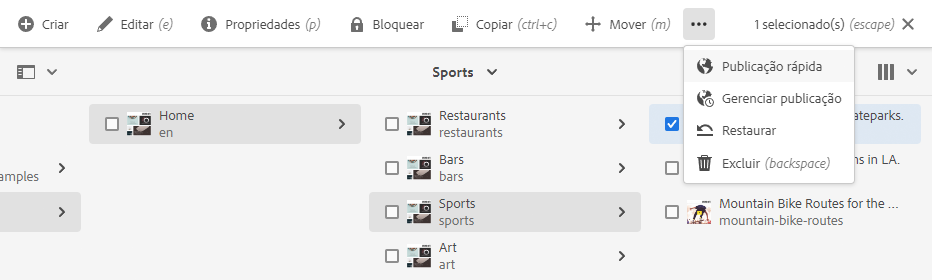 Criar
Editar (e)
Propriedades (p)
Bloquear
Copiar (ctrl+c)
Mover (m)
1 selecionado(s) (escape)
Sports
Publicação rápida
Gerenciar publicação
Restaurar
Excluir (backspace)
amples
Home
en
Restaurants
restaurants
Bars
bars
Sports
sports
Art
art
ateparks.
ns in LA.
Mountain Bike Routes for the ...
mountain-bike-routes